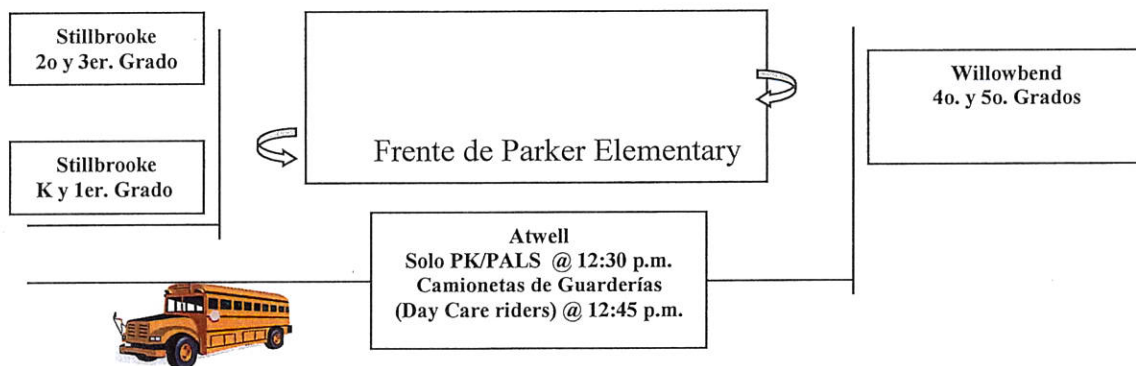 Stillbrooke
2o y 3er. Grado
Stillbrooke
K y 1er. Grado
Frente de Parker Elementary
Willowbend
4o. y 5o. Grados
Atwell
Solo PK/PALS @ 12:30 p.m.
Camionetas de Guarderías
(Day Care riders) @ 12:45 p.m.